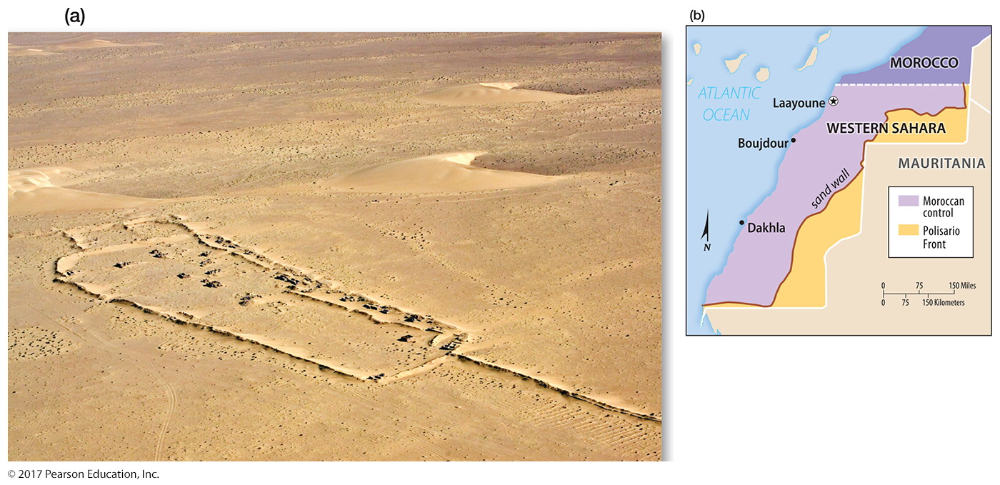 (a)
(b)
MOROCCO
ATLANTIC
OCEAN
Laayoune
WESTERN SAHARA
Boujdour
MAURITANIA
sand wall
Moroccan
control
Polisario
Front
Dakhla
N
0 75 150 Miles
0 75 150 Kilometers
© 2017 Pearson Education, Inc.